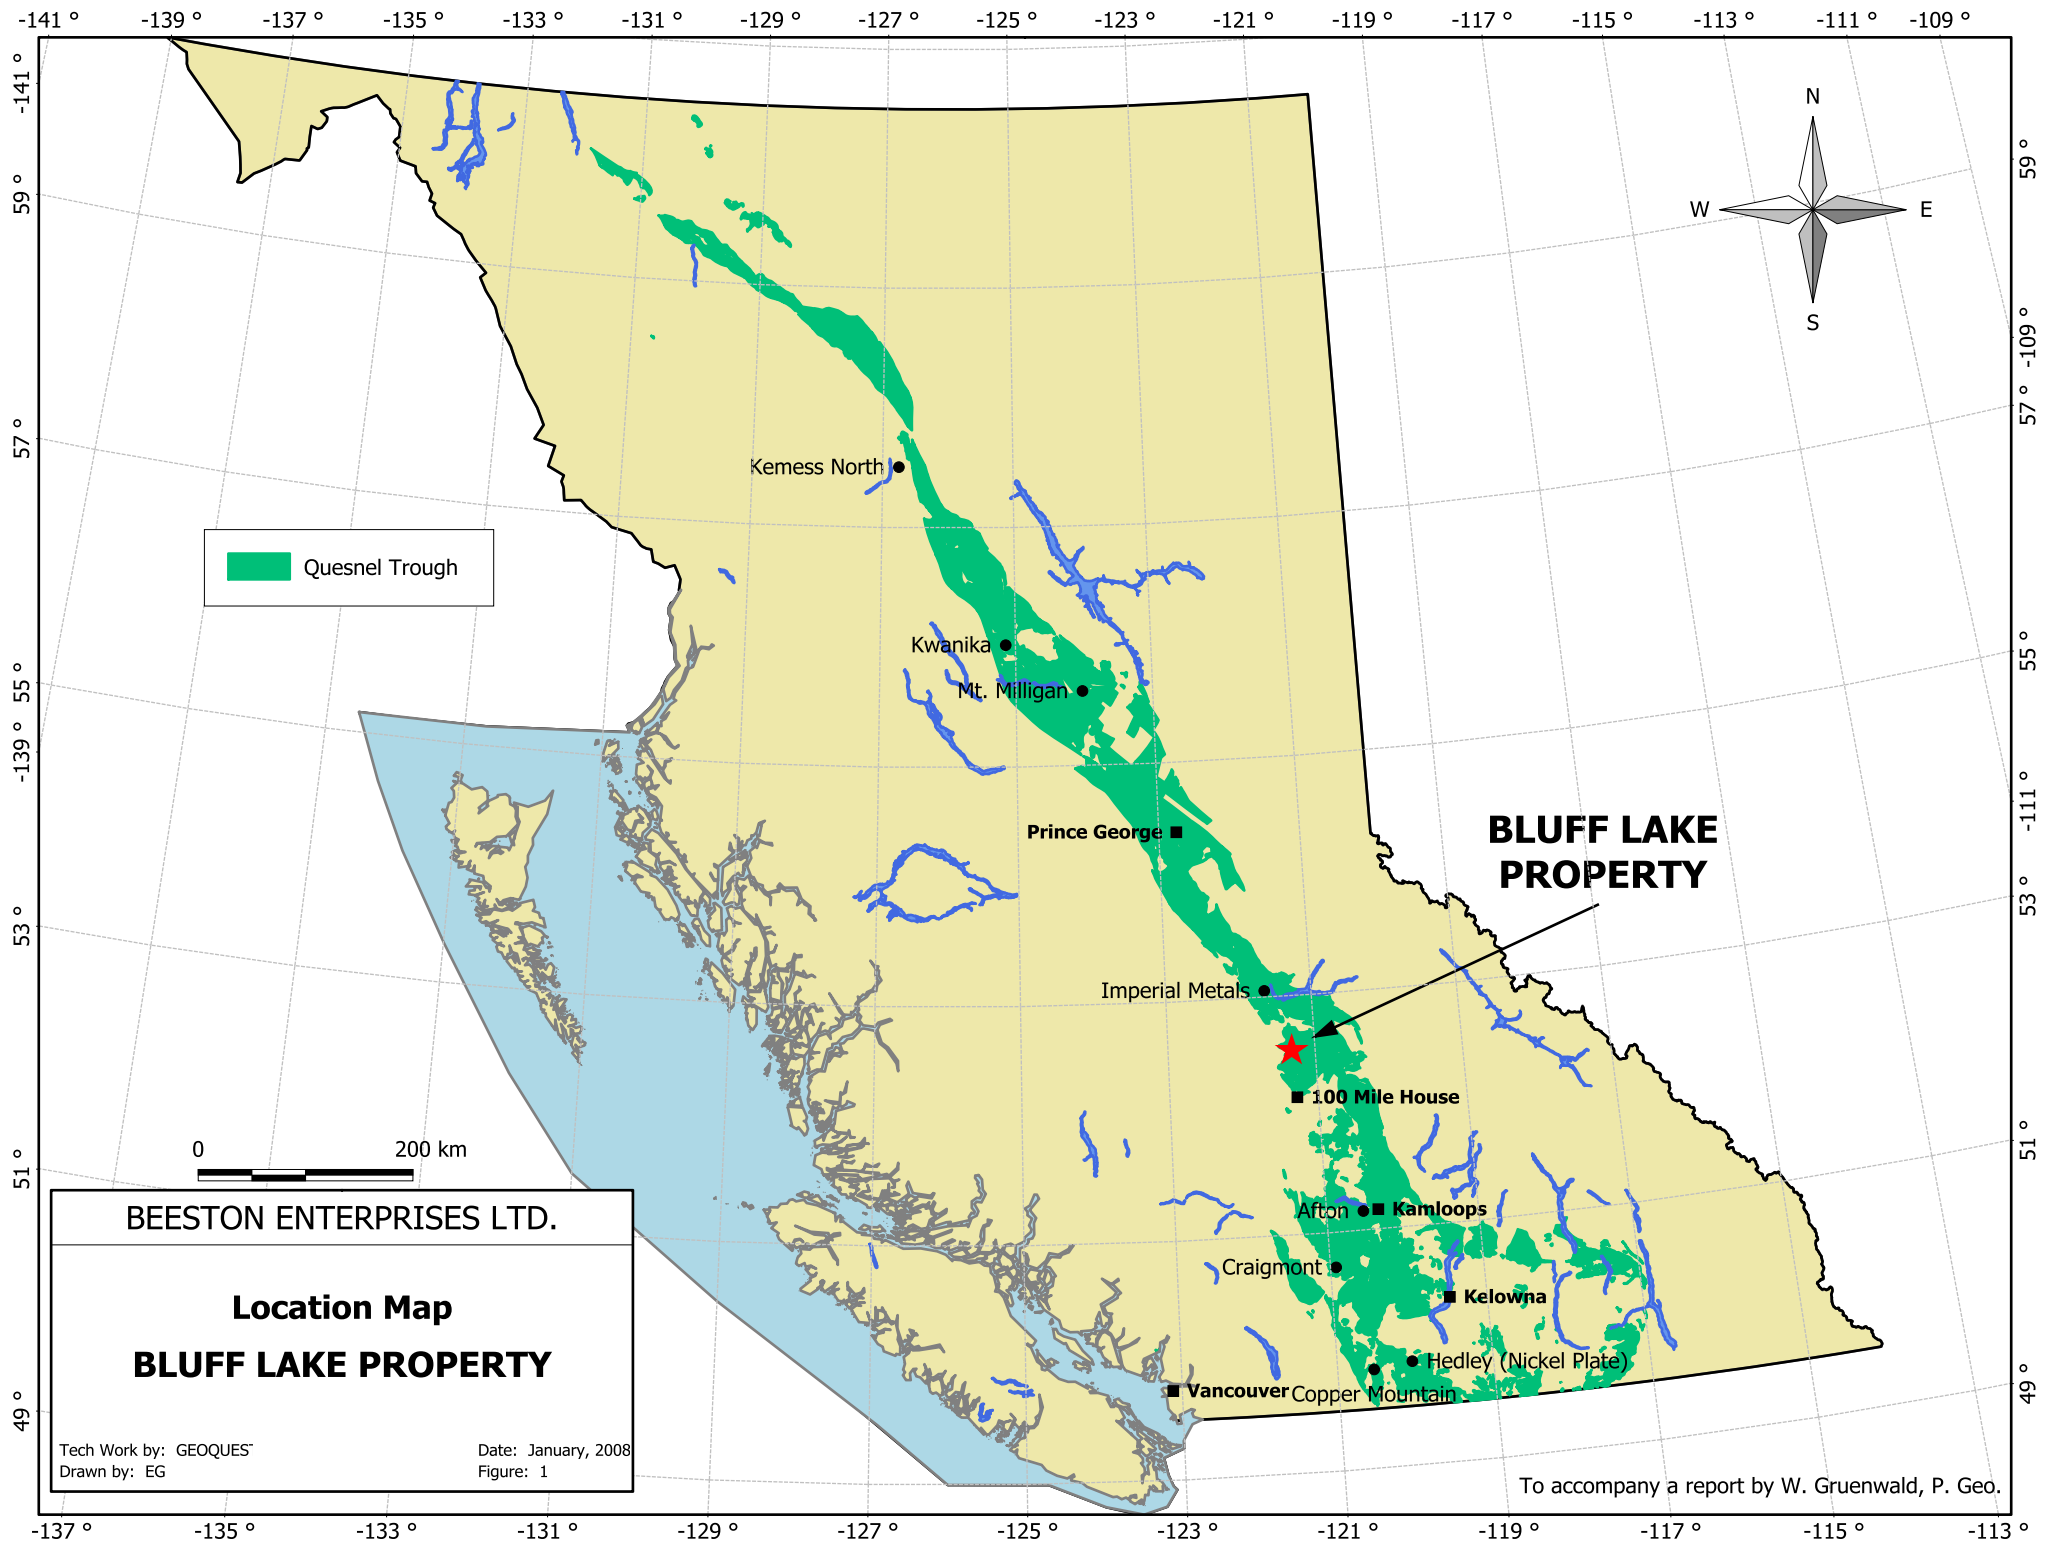 -141 ° -139 ° -137 ° -135 ° -133 ° -131 ° -129 ° -127 ° -125 ° -123 ° -121 ° -119 ° -117 ° -115 ° -113 ° -111 ° -109 °
-141 °
59 °
57 °
55 °
-139 °
53 °
51 °
49 °
N
W E
S
59 °
-109 °
57 °
55 °
-111 °
53 °
51 °
49 °
Kemess North
Quesnel Trough
Kwanika
Mt. Milligan
BLUFF LAKE
PROPERTY
Prince George
Imperial Metals
100 Mile House
0 200 km
Afton
Kamloops
Craigmont
Kelowna
Hedley (Nickel Plate)
Vancouver
Copper Mountain
BEESTON ENTERPRISES LTD.
Location Map
BLUFF LAKE PROPERTY
Tech Work by: GEOQUES
Date: January, 2008
Drawn by: EG
Figure: 1
To accompany a report by W. Gruenwald, P. Geo.
-137 ° -135 ° -133 ° -131 ° -129 ° -127 ° -125 ° -123 ° -121 ° -119 ° -117 ° -115 ° -113 °